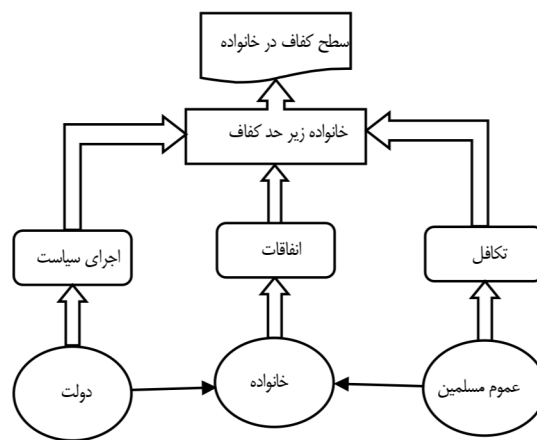 سطح کفاف در خانواده
خانواده زیر حد کفاف
تکافل
انفاقات
اجرای سیاست
عموم مسلمین
خانواده
دولت